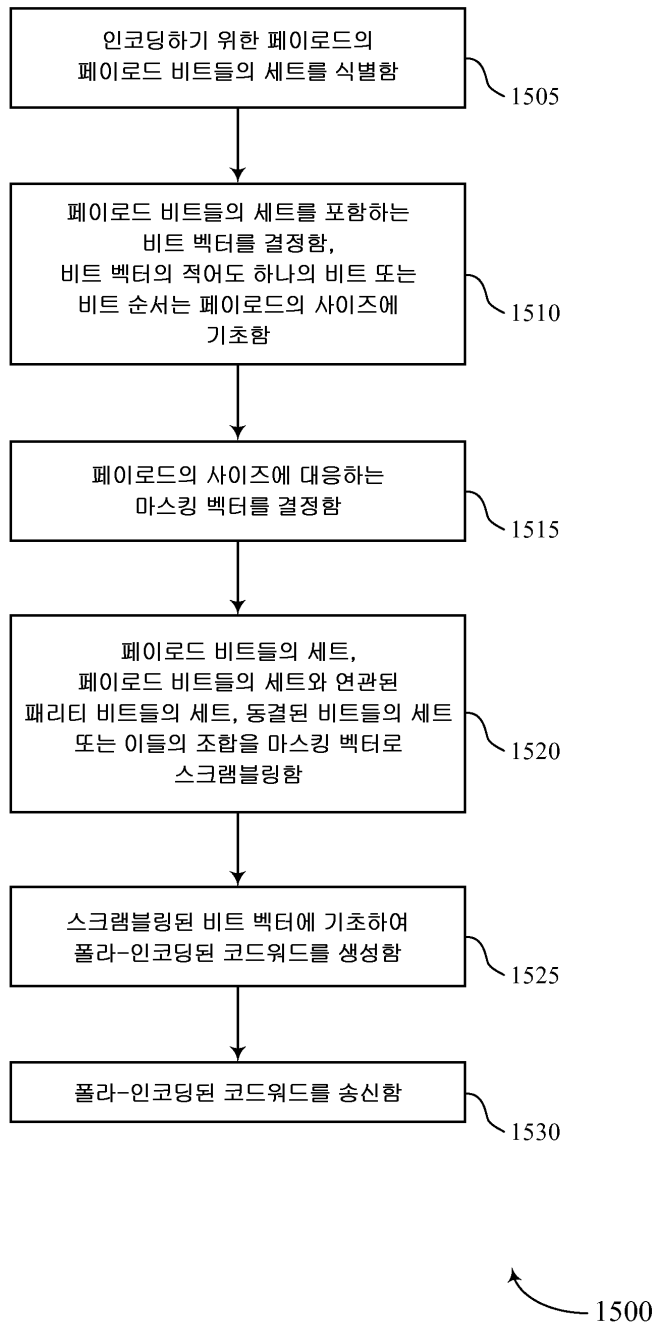 인코딩하기 위한 페이로드의
페이로드 비트들의 세트를 식별함
1505
페이로드 비트들의 세트를 포함하는
비트 벡터를 결정함,
비트 벡터의 적어도 하나의 비트 또는
비트 순서는 페이로드의 사이즈에
기초함
1510
페이로드의 사이즈에 대응하는
마스킹 벡터를 결정함
1515
페이로드 비트들의 세트,
페이로드 비트들의 세트와 연관된
패리티 비트들의 세트, 동결된 비트들의 세트
또는 이들의 조합을 마스킹 벡터로
스크램블링함
1520
스크램블링된 비트 벡터에 기초하여
폴라-인코딩된 코드워드를 생성함
1525
폴라-인코딩된 코드워드를 송신함
1530
1500